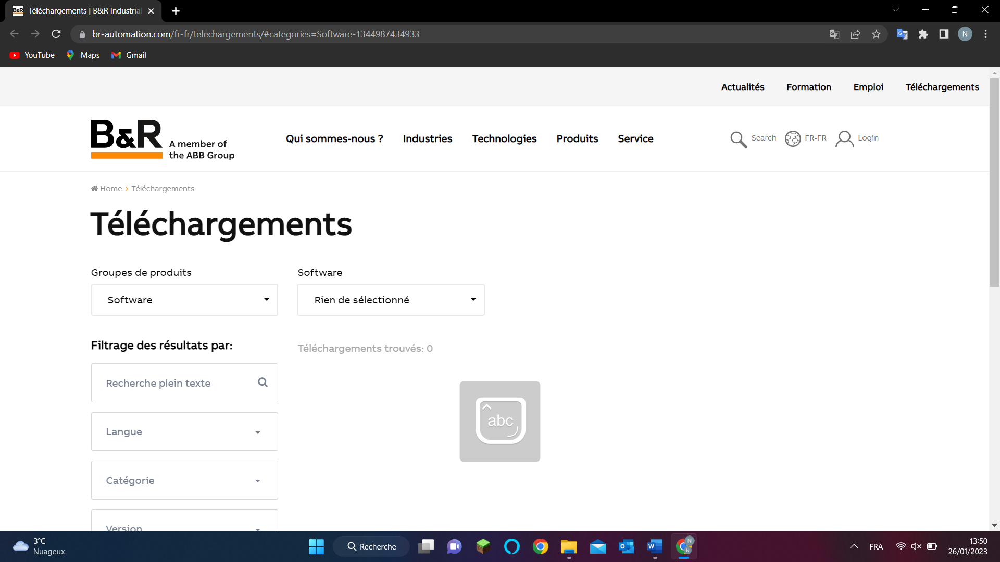 B&R Téléchargements | B&R Industrial
br-automation.com/fr-fr/telechargements/#categories=Software-1344987434933 N
YouTube Maps Gmail
Actualités Formation Emploi Téléchargements
B&R A member of
the ABB Group
Qui sommes-nous ? Industries Technologies Produits Service Search FR-FR Login
Home > Téléchargements
Téléchargements
Groupes de produits Software
Software Rien de sélectionné
Filtrage des résultats par: Téléchargements trouvés: 0
Recherche plein texte
abc
Langue
Catégorie
Version
3°C
Nuageux
Recherche
FRA
13:50
26/01/2023